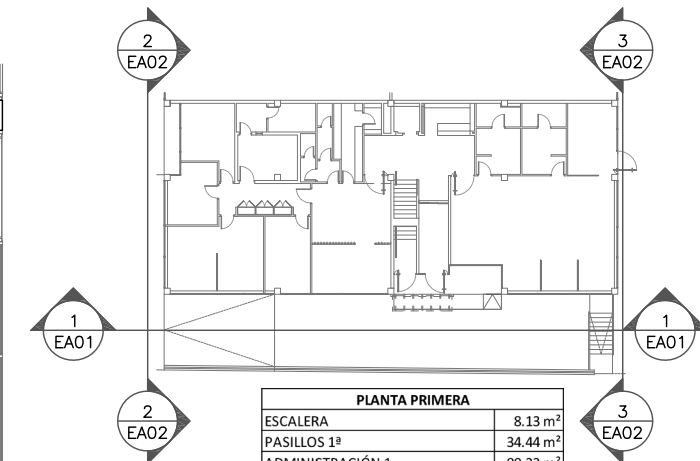 2
EA02
3
EA02
1
EA01
1
EA01
2
EA02
3
EA02
PLANTA PRIMERA
ESCALERA 8.13 m²
PASILLOS 1ª 34.44 m²